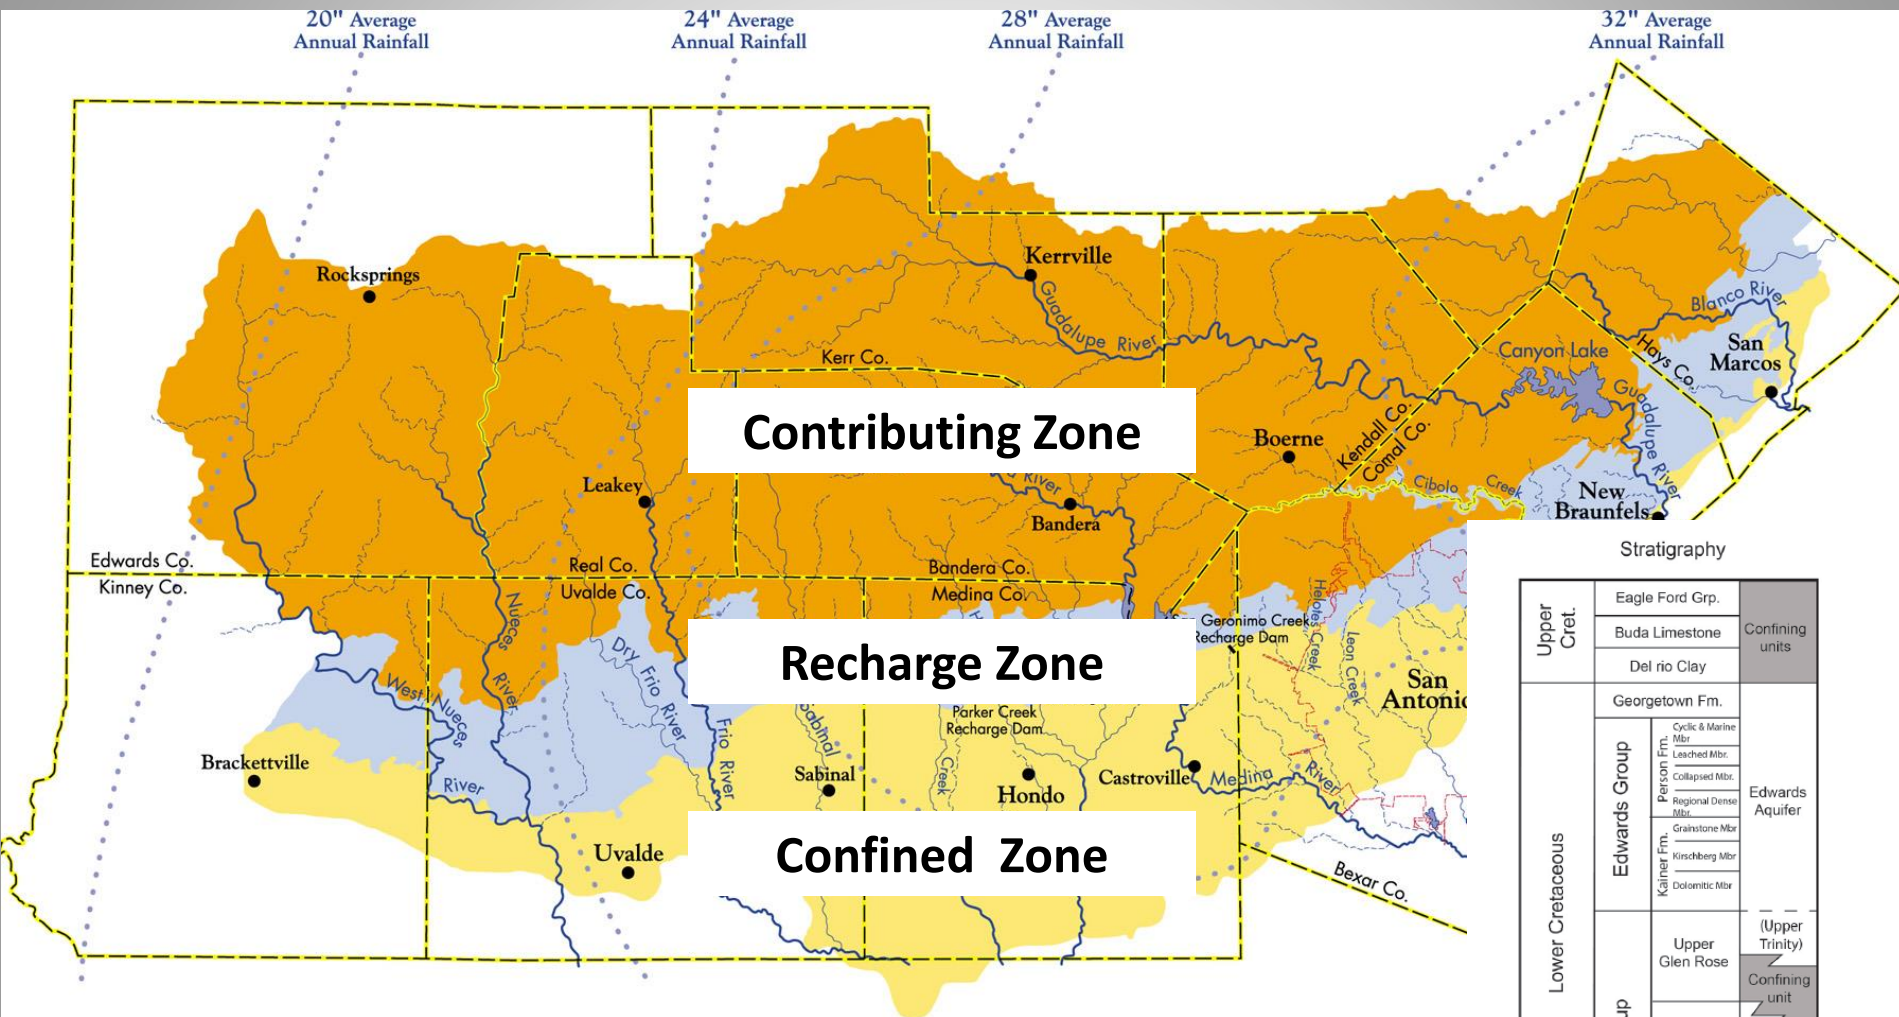 20" Average
Annual Rainfall
24" Average
Annual Rainfall
28" Average
Annual Rainfall
32" Average
Annual Rainfall
Rocksprings
Kerrville
Guadalupe River
Blanco River
San
Marcos
Hays Co.
Canyon Lake
Guadalupe River
Kerr Co.
Contributing Zone
Boerne
Kendall Co.
Comal Co.
Leakey
River
Bandera
Cibolo Creek
New
Braunfels
Edwards Co.
Kinney Co.
Real Co.
Uvalde Co.
Bandera Co.
Medina Co.
Nueces River
Dry Frio River
Geronimo Creek
Recharge Dam
Helotes Creek
Leon Creek
Recharge Zone
San
Antonio
West Nueces
River
Frio River
Sabinal
Parker Creek
Recharge Dam
Creek
Brackettville
Sabinal
Hondo
Castroville
Medina River
Uvalde
Confined Zone
Bexar Co.
Stratigraphy
Upper
Cret.
Eagle Ford Grp.
Buda Limestone
Del rio Clay
Confining
units
Lower Cretaceous
Georgetown Fm.
Edwards Group
Person Fm.
Cyclic & Marine
Mbr
Leached Mbr.
Collapsed Mbr.
Regional Dense
Mbr.
Kainer Fm.
Grainstone Mbr
Kirschberg Mbr
Dolomitic Mbr
Edwards
Aquifer
Upper
Glen Rose
(Upper
Trinity)
Confining
unit
up